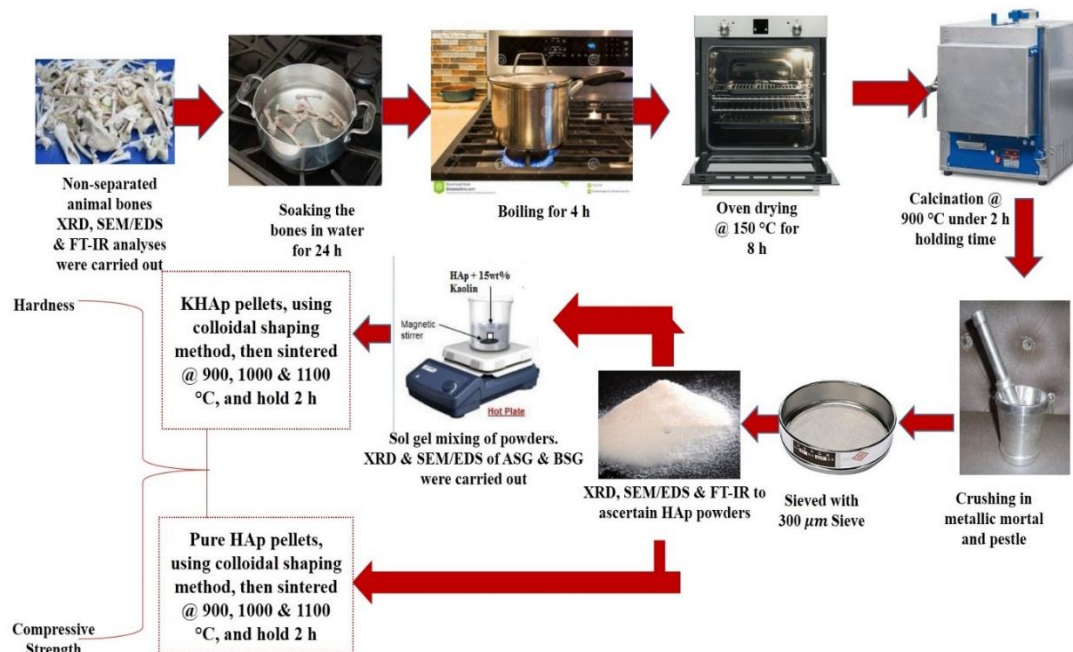 Non-separated
animal bones
XRD, SEM/EDS
& FT-IR analyses
were carried out
Soaking the
bones in water
for 24 h
Boiling for 4 h
Oven drying
@ 150 °C for
8 h
Calcination @
900 °C under 2 h
holding time
Crushing in
metallic mortal
and pestle
Sieved with
300 μm Sieve
XRD, SEM/EDS & FT-IR to
ascertain HAp powders
HAp + 15wt%
Kaolin
Magnetic
stirrer
Hot Plate
Sol gel mixing of powders.
XRD & SEM/EDS of ASG & BSG
were carried out
KHAp pellets, using
colloidal shaping
method, then sintered
@ 900, 1000 & 1100
°C, and hold 2 h
Pure HAp pellets,
using colloidal shaping
method, then sintered
@ 900, 1000 & 1100
°C, and hold 2 h
Hardness
Compressive
Strength